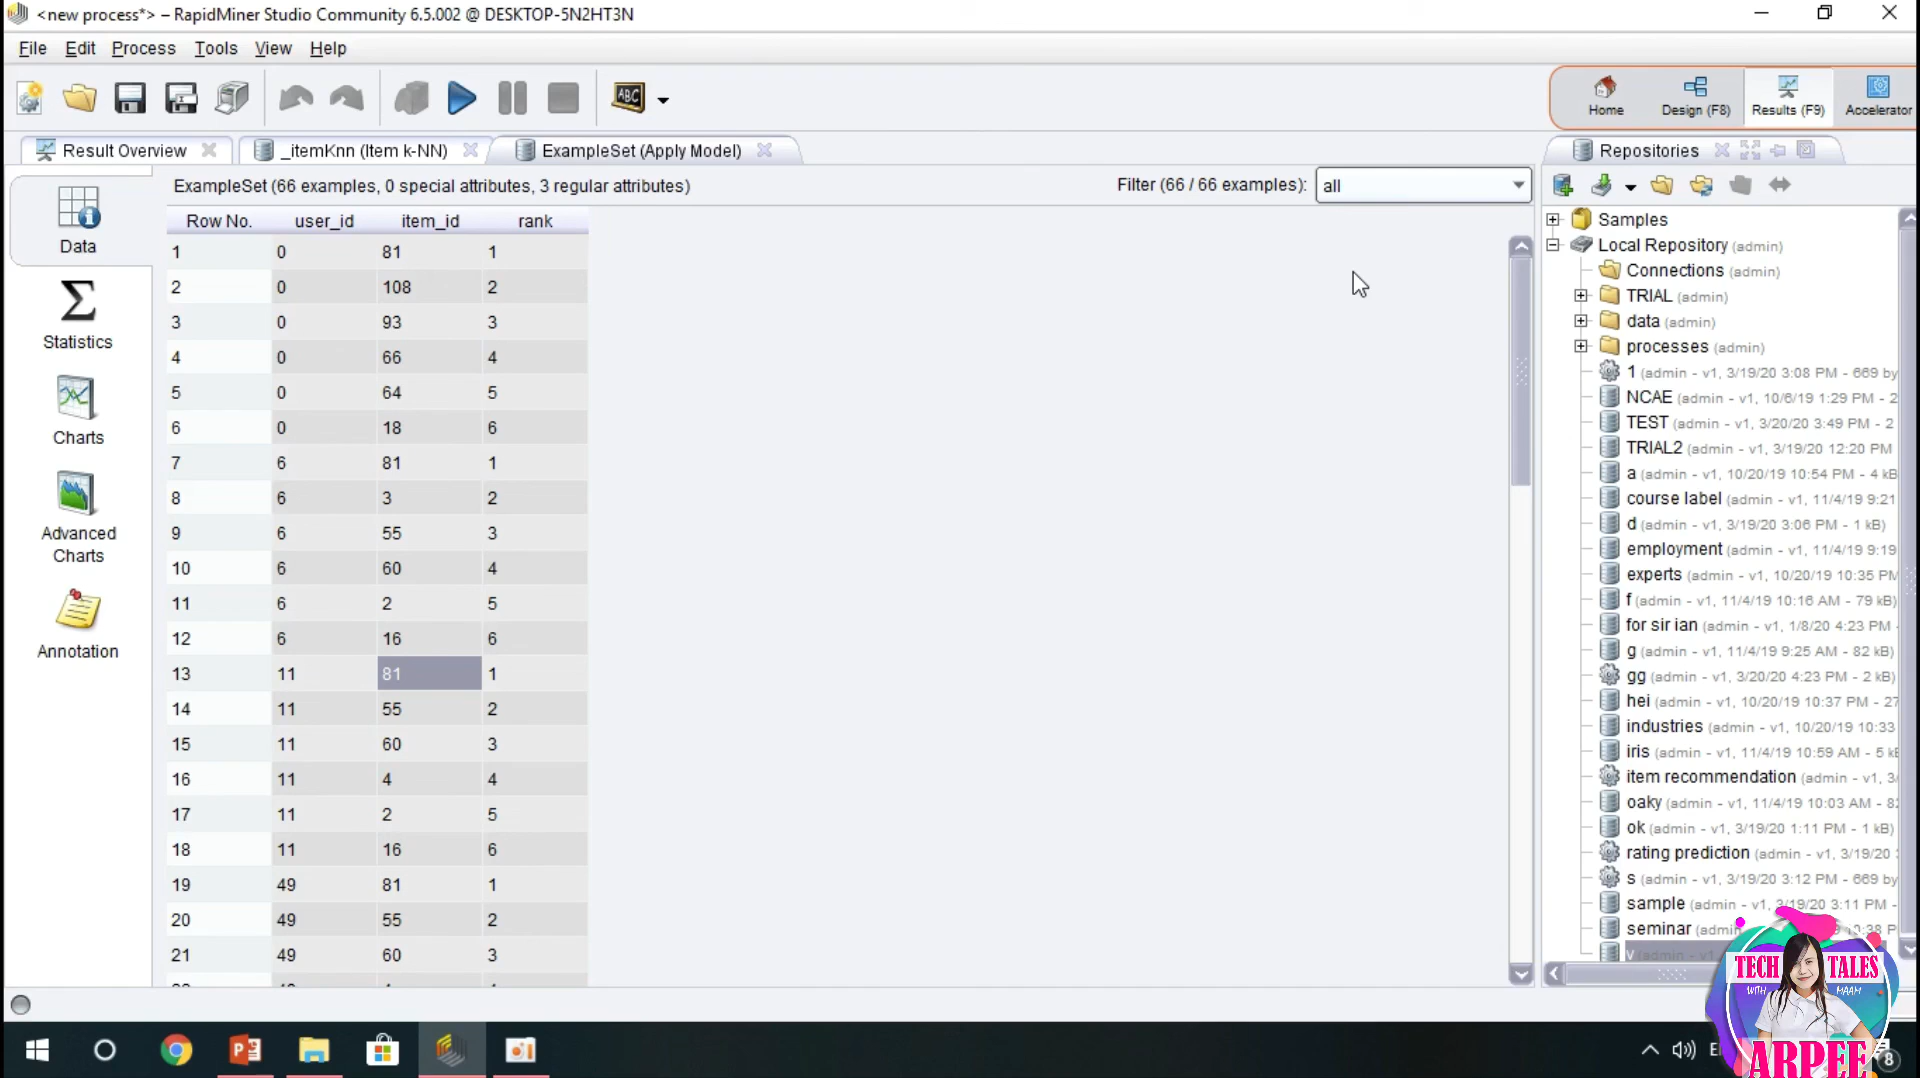 <new process*> – RapidMiner Studio Community 6.5.002 @ DESKTOP-5N2HT3N
File Edit Process Tools View Help
ABC
Home Design (F8) Results (F9) Accelerator
Result Overview _itemKnn (Item k-NN) ExampleSet (Apply Model) Repositories
ExampleSet (66 examples, 0 special attributes, 3 regular attributes) Filter (66 / 66 examples): all
Data
Statistics
Charts
Advanced
Charts
Annotation
Row No. user_id item_id rank
1 0 81 1
2 0 108 2
3 0 93 3
4 0 66 4
5 0 64 5
6 0 18 6
7 6 81 1
8 6 3 2
9 6 55 3
10 6 60 4
11 6 2 5
12 6 16 6
13 11 81 1
14 11 55 2
15 11 60 3
16 11 4 4
17 11 2 5
18 11 16 6
19 49 81 1
20 49 55 2
21 49 60 3
Samples
Local Repository (admin)
Connections (admin)
TRIAL (admin)
data (admin)
processes (admin)
1 (admin - v1, 3/19/20 3:08 PM - 669 by
NCAE (admin - v1, 10/6/19 1:29 PM - 2
TEST (admin - v1, 3/20/20 3:49 PM - 2
TRIAL2 (admin - v1, 3/19/20 12:20 PM
a (admin - v1, 10/20/19 10:54 PM - 4 kB
course label (admin - v1, 11/4/19 9:21
d (admin - v1, 3/19/20 3:06 PM - 1 kB)
employment (admin - v1, 11/4/19 9:19
experts (admin - v1, 10/20/19 10:35 PM
f (admin - v1, 11/4/19 10:16 AM - 79 kB)
for sir ian (admin - v1, 1/8/20 4:23 PM -
g (admin - v1, 11/4/19 9:25 AM - 82 kB)
gg (admin - v1, 3/20/20 4:23 PM - 2 kB)
hei (admin - v1, 10/20/19 10:37 PM - 27
industries (admin - v1, 10/20/19 10:33
iris (admin - v1, 11/4/19 10:59 AM - 5 kB
item recommendation (admin - v1, 3/
oaky (admin - v1, 11/4/19 10:03 AM - 82
ok (admin - v1, 3/19/20 1:11 PM - 1 kB)
rating prediction (admin - v1, 3/19/20
s (admin - v1, 3/19/20 3:12 PM - 669 by
sample (admin - v1, 3/19/20 3:11 PM -
seminar (admin
v
TECH TALES
WITH MAAM
ARPEE
8